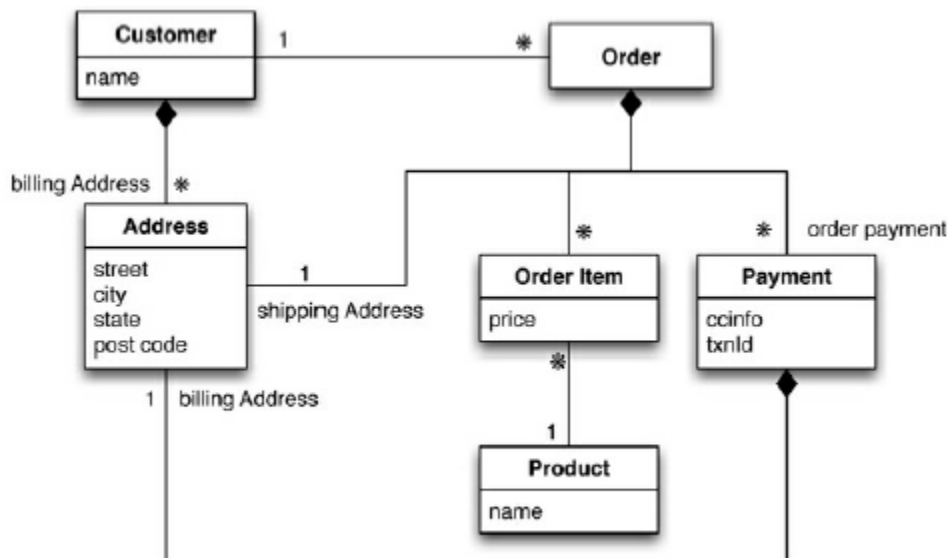 Customer
name
1
*
Order
billing Address
*
Address
street
city
state
post code
1
shipping Address
*
Order Item
price
*
order payment
Payment
ccinfo
txnId
*
1
Product
name
1
billing Address